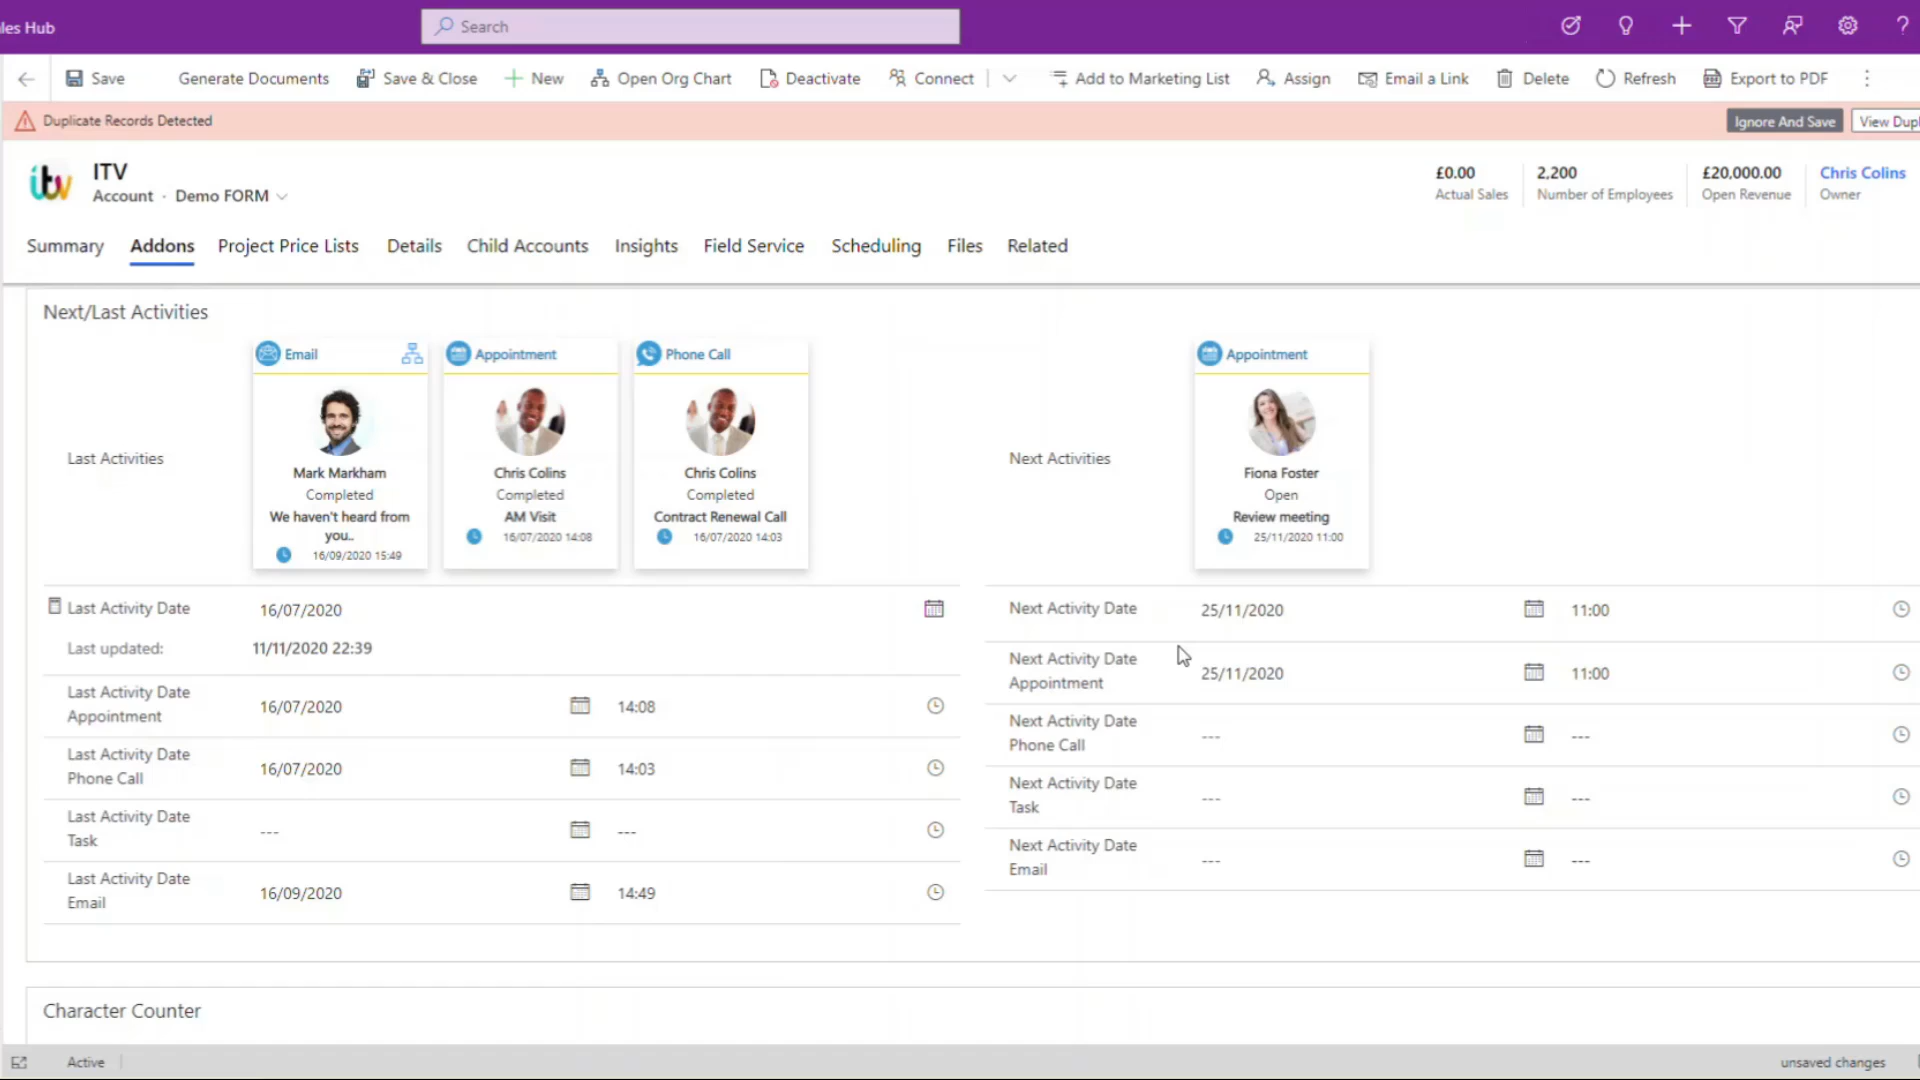 les Hub
Search
Save
Generate Documents
Save & Close
New
Open Org Chart
Deactivate
Connect
Add to Marketing List
Assign
Email a Link
Delete
Refresh
Export to PDF
Duplicate Records Detected
Ignore And Save
View Dupl
itv
ITV
Account · Demo FORM
£0.00
Actual Sales
2,200
Number of Employees
£20,000.00
Open Revenue
Chris Colins
Owner
Summary
Addons
Project Price Lists
Details
Child Accounts
Insights
Field Service
Scheduling
Files
Related
Next/Last Activities
Last Activities
Email
Mark Markham
Completed
We haven't heard from
you..
16/09/2020 15:49
Appointment
Chris Colins
Completed
AM Visit
16/07/2020 14:08
Phone Call
Chris Colins
Completed
Contract Renewal Call
16/07/2020 14:03
Next Activities
Appointment
Fiona Foster
Open
Review meeting
25/11/2020 11:00
Last Activity Date
16/07/2020
Last updated:
11/11/2020 22:39
Last Activity Date
Appointment
16/07/2020
14:08
Last Activity Date
Phone Call
16/07/2020
14:03
Last Activity Date
Task
---
---
Last Activity Date
Email
16/09/2020
14:49
Next Activity Date
25/11/2020
11:00
Next Activity Date
Appointment
25/11/2020
11:00
Next Activity Date
Phone Call
---
---
Next Activity Date
Task
---
---
Next Activity Date
Email
---
---
Character Counter
Active
unsaved changes